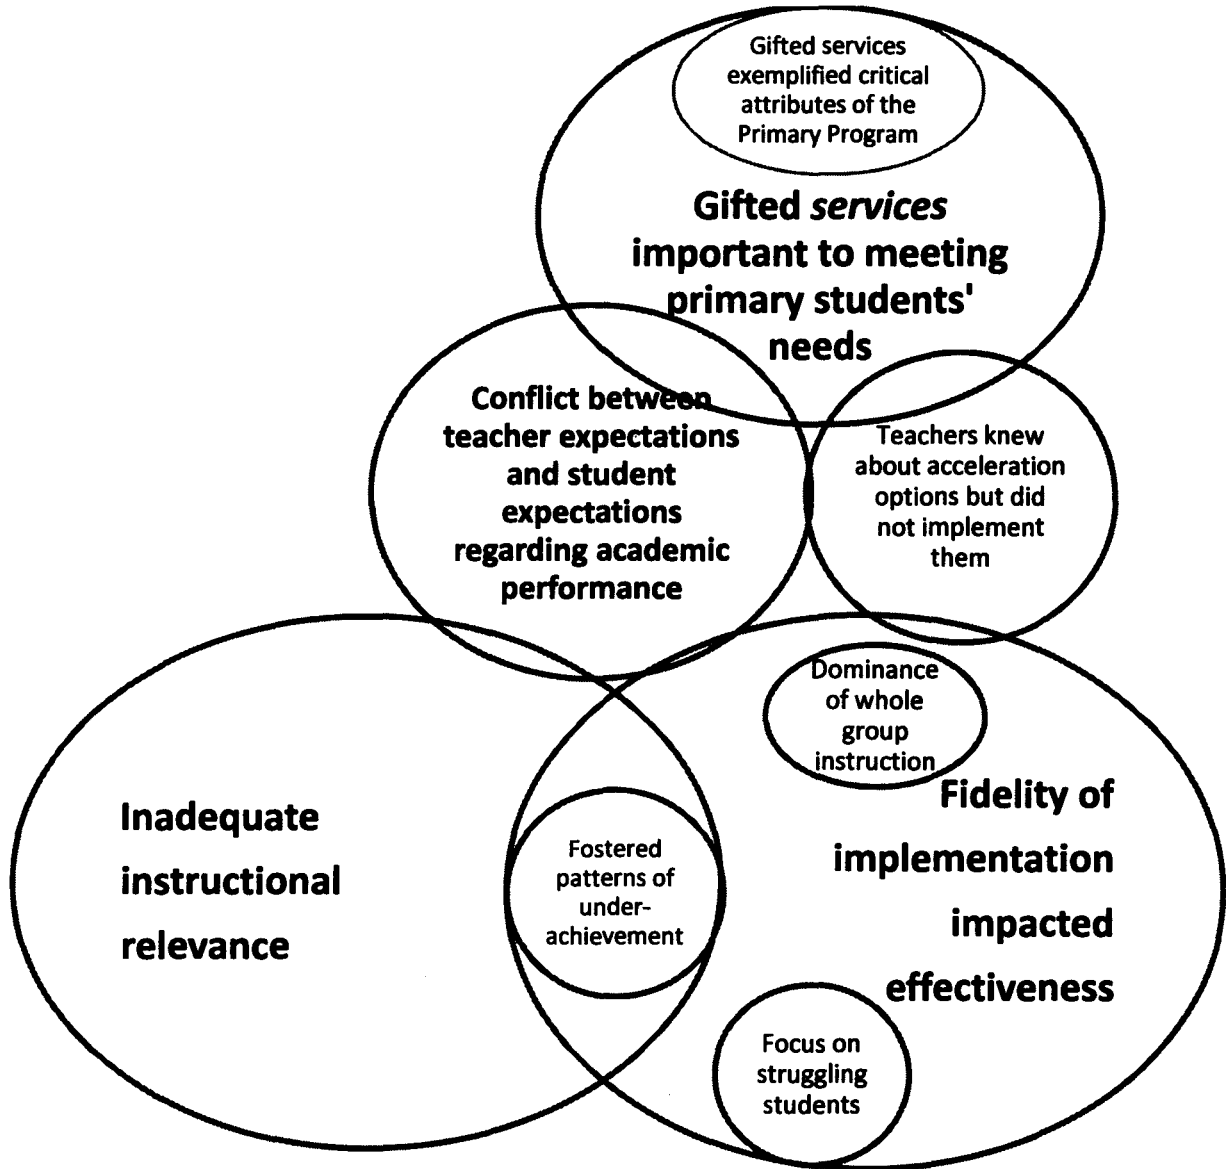 Gifted services
exemplified critical
attributes of the
Primary Program
Gifted services
important to meeting
primary students'
needs
Conflict between
teacher expectations
and student
expectations
regarding academic
performance
Teachers knew
about acceleration
options but did
not implement
them
Dominance
of whole
group
instruction
Inadequate
instructional
relevance
Fostered
patterns of
under-
achievement
Fidelity of
implementation
impacted
effectiveness
Focus on
struggling
students